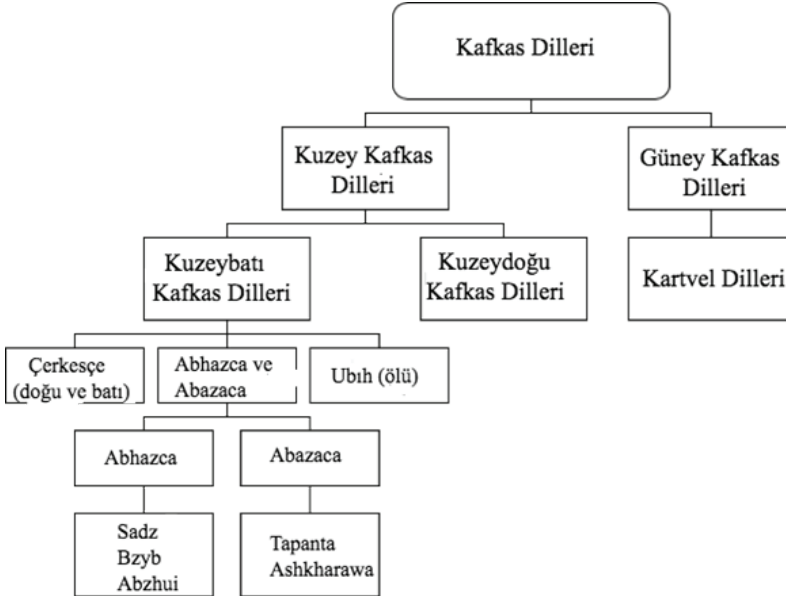 Kafkas Dilleri
Kuzey Kafkas
Dilleri
Güney Kafkas
Dilleri
Kuzeybatı
Kafkas Dilleri
Kuzeydoğu
Kafkas Dilleri
Kartvel Dilleri
Çerkesçe
(doğu ve batı)
Abhazca ve
Abazaca
Ubıh (ölü)
Abhazca
Abazaca
Sadz
Bzyb
Abzhui
Tapanta
Ashkharawa